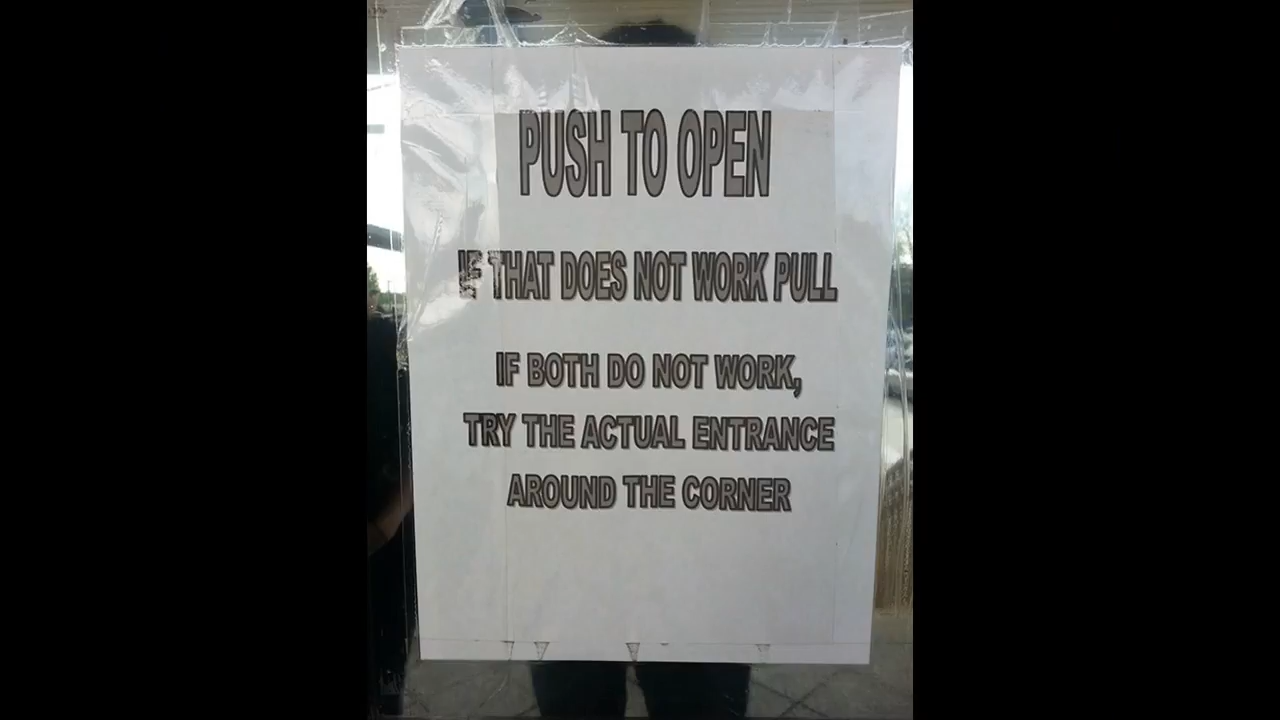 PUSH TO OPEN
IF THAT DOES NOT WORK PULL
IF BOTH DO NOT WORK,
TRY THE ACTUAL ENTRANCE
AROUND THE CORNER